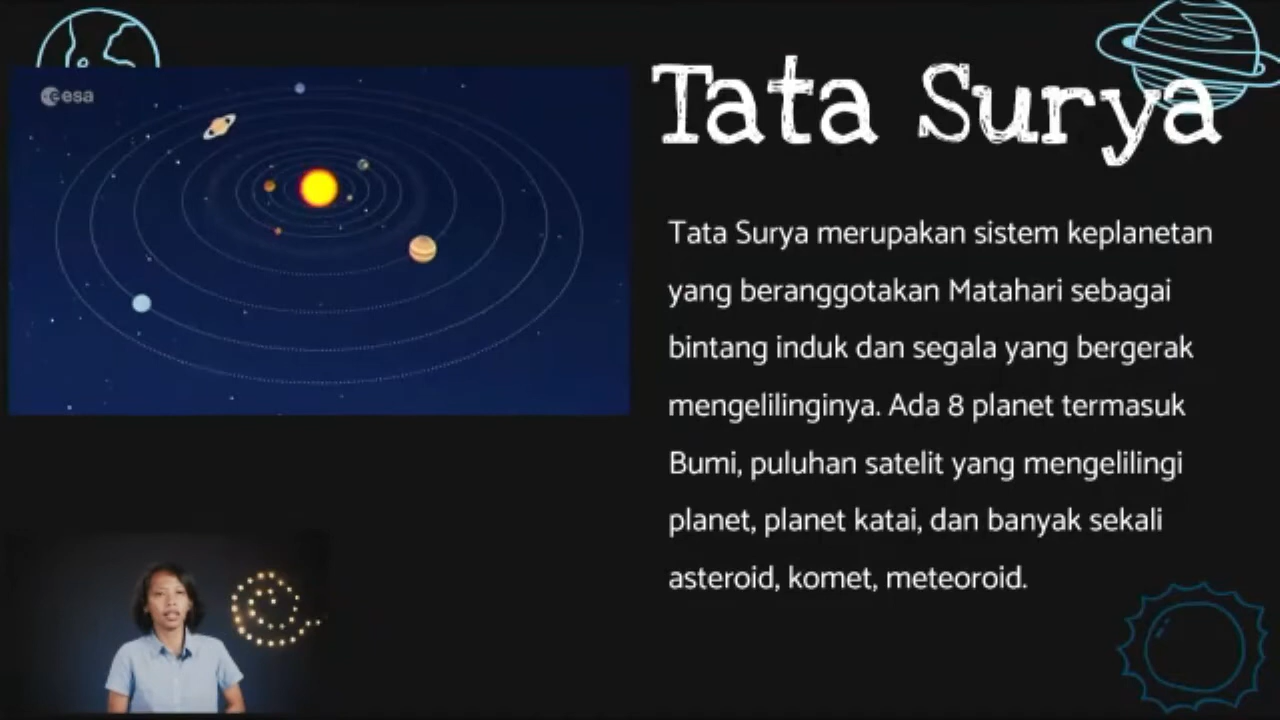 esa
Tata Surya
Tata Surya merupakan sistem keplanetan
yang beranggotakan Matahari sebagai
bintang induk dan segala yang bergerak
mengelilinginya. Ada 8 planet termasuk
Bumi, puluhan satelit yang mengelilingi
planet, planet katai, dan banyak sekali
asteroid, komet, meteoroid.